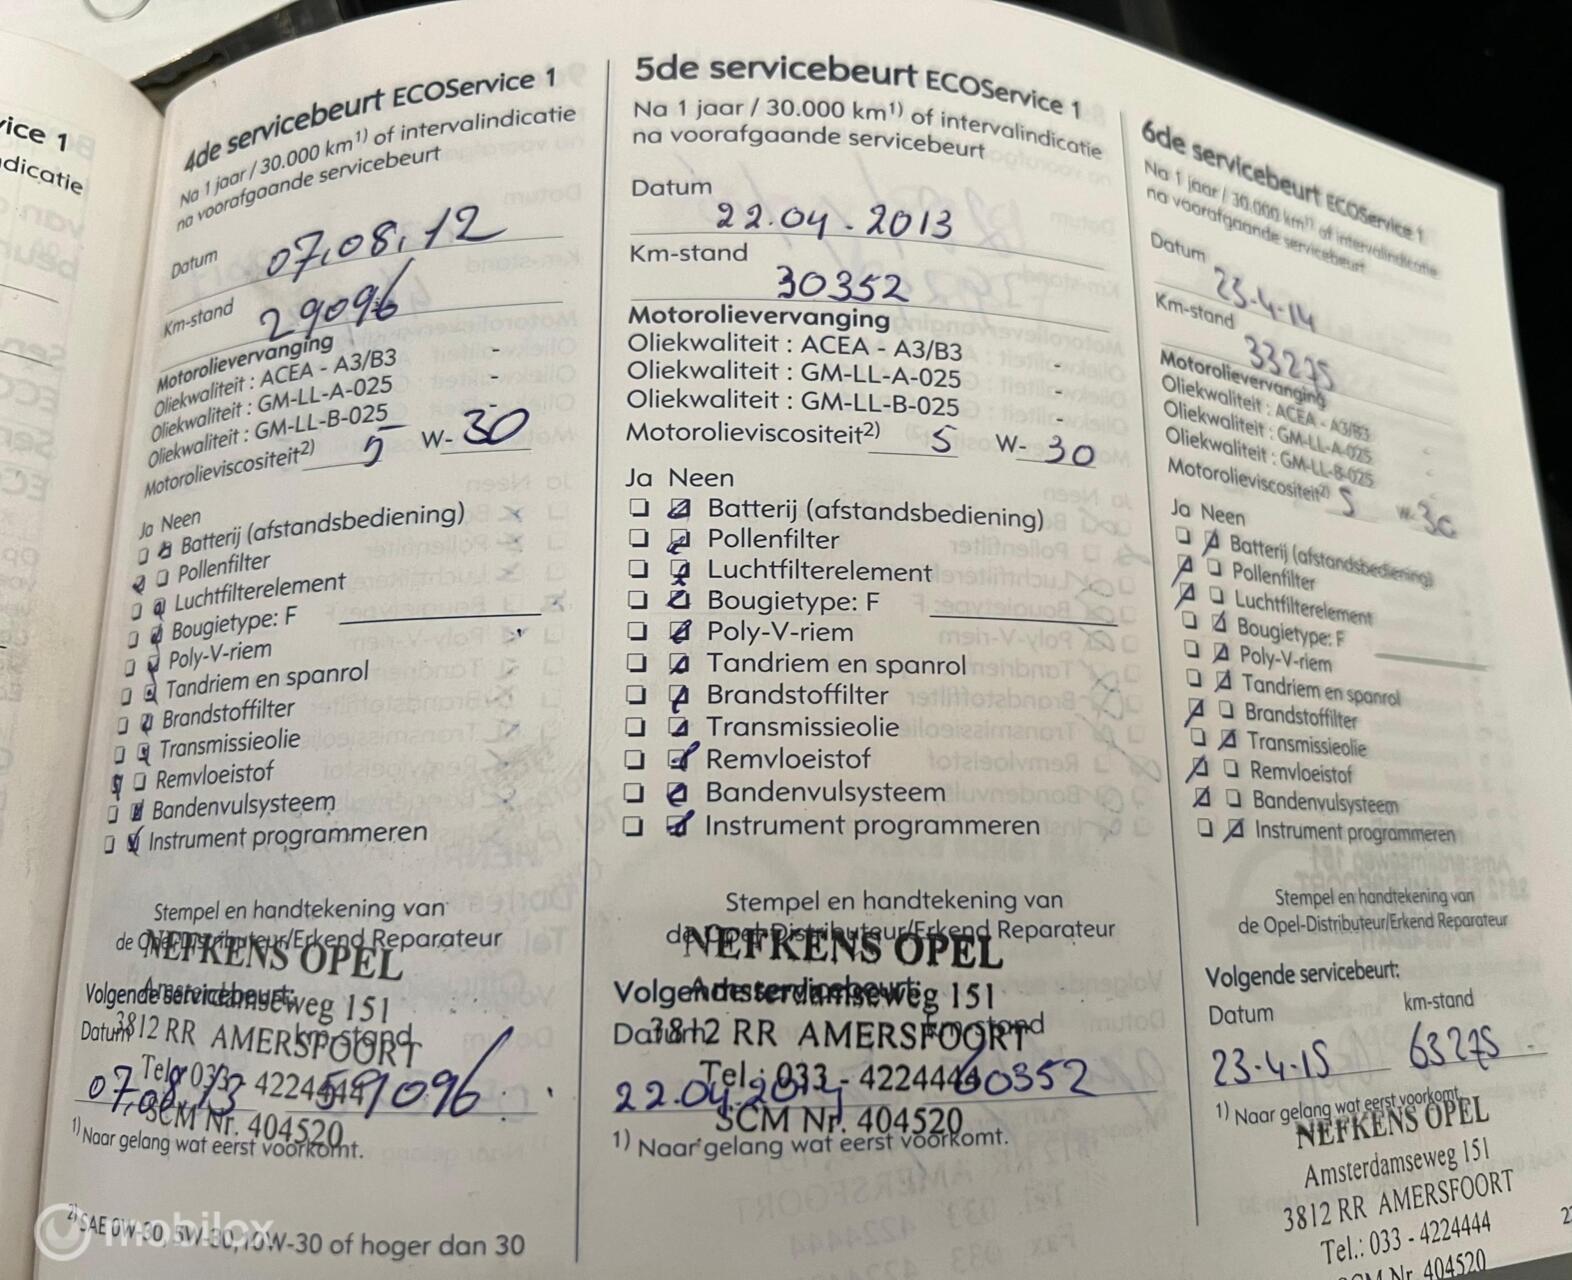 ice 1
dicatie
4de servicebeurt ECOService 1
Na 1 jaar / 30.000 km1) of intervalindicatie
na voorafgaande servicebeurt
Datum 07.08.12
Km-stand 29096
Motorolievervanging
Oliekwaliteit : ACEA - A3/B3 -
Oliekwaliteit : GM-LL-A-025 -
Oliekwaliteit : GM-LL-B-025 -
Motorolieviscositeit2) 5 W- 30
Ja Neen
Batterij (afstandsbediening)
Pollenfilter
Luchtfilterelement
Bougietype: F
Poly-V-riem
Tandriem en spanrol
Brandstoffilter
Transmissieolie
Remvloeistof
Bandenvulsysteem
Instrument programmeren
Stempel en handtekening van
de Opel-Distributeur/Erkend Reparateur
NEFKENS OPEL
Volgende servicebeurt:
Amsterdamseweg 151
Datum km-stand
3812 RR AMERSFOORT
Tel.: 033 - 4224444
07.08.13 59096
SCM Nr. 404520
1) Naar gelang wat eerst voorkomt.
2) SAE 0W-30, 5W-30, 10W-30 of hoger dan 30
mobilox
5de servicebeurt ECOService 1
Na 1 jaar / 30.000 km1) of intervalindicatie
na voorafgaande servicebeurt
Datum
22.04.2013
Km-stand
30352
Motorolievervanging
Oliekwaliteit : ACEA - A3/B3 -
Oliekwaliteit : GM-LL-A-025 -
Oliekwaliteit : GM-LL-B-025 -
Motorolieviscositeit2) 5 W- 30
Ja Neen
Batterij (afstandsbediening)
Pollenfilter
Luchtfilterelement
Bougietype: F
Poly-V-riem
Tandriem en spanrol
Brandstoffilter
Transmissieolie
Remvloeistof
Bandenvulsysteem
Instrument programmeren
Stempel en handtekening van
de Opel-Distributeur/Erkend Reparateur
NEFKENS OPEL
Volgende servicebeurt:
Amsterdamseweg 151
Datum km-stand
3812 RR AMERSFOORT
Tel.: 033 - 4224444
22.04.2014 60352
SCM Nr. 404520
1) Naar gelang wat eerst voorkomt.
6de servicebeurt ECOService 1
Na 1 jaar / 30.000 km1) of intervalindicatie
na voorafgaande servicebeurt
Datum 23-4-14
Km-stand 33275
Motorolievervanging
Oliekwaliteit : ACEA - A3/B3
Oliekwaliteit : GM-LL-A-025
Oliekwaliteit : GM-LL-B-025
Motorolieviscositeit2) 5 W- 30
Ja Neen
Batterij (afstandsbediening)
Pollenfilter
Luchtfilterelement
Bougietype: F
Poly-V-riem
Tandriem en spanrol
Brandstoffilter
Transmissieolie
Remvloeistof
Bandenvulsysteem
Instrument programmeren
Stempel en handtekening van
de Opel-Distributeur/Erkend Reparateur
Volgende servicebeurt:
Datum km-stand
23-4-15 63275
1) Naar gelang wat eerst voorkomt.
NEFKENS OPEL
Amsterdamseweg 151
3812 RR AMERSFOORT
Tel.: 033 - 4224444
SCM Nr. 404520